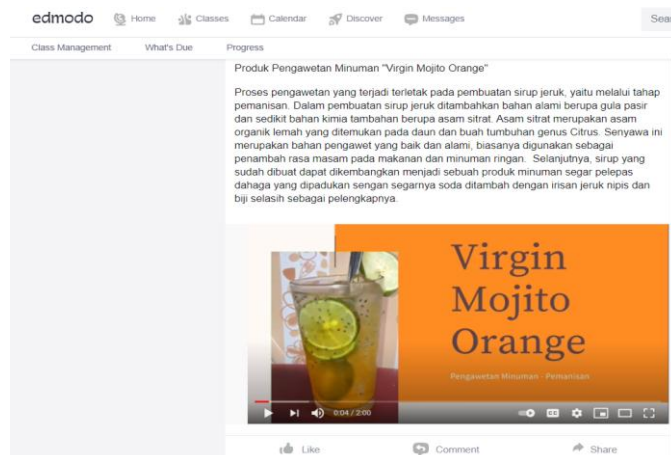 edmodo Home Classes Calendar Discover Messages Sear
Class Management What's Due Progress
Produk Pengawetan Minuman "Virgin Mojito Orange"
Proses pengawetan yang terjadi terletak pada pembuatan sirup jeruk, yaitu melalui tahap
pemanisan. Dalam pembuatan sirup jeruk ditambahkan bahan alami berupa gula pasir
dan sedikit bahan kimia tambahan berupa asam sitrat. Asam sitrat merupakan asam
organik lemah yang ditemukan pada daun dan buah tumbuhan genus Citrus. Senyawa ini
merupakan bahan pengawet yang baik dan alami, biasanya digunakan sebagai
penambah rasa masam pada makanan dan minuman ringan. Selanjutnya, sirup yang
sudah dibuat dapat dikembangkan menjadi sebuah produk minuman segar pelepas
dahaga yang dipadukan sengan segarnya soda ditambah dengan irisan jeruk nipis dan
biji selasih sebagai pelengkapnya.
Virgin
Mojito
Orange
Pengawetan Minuman - Pemanisan
0:04 / 2:00
Like Comment Share